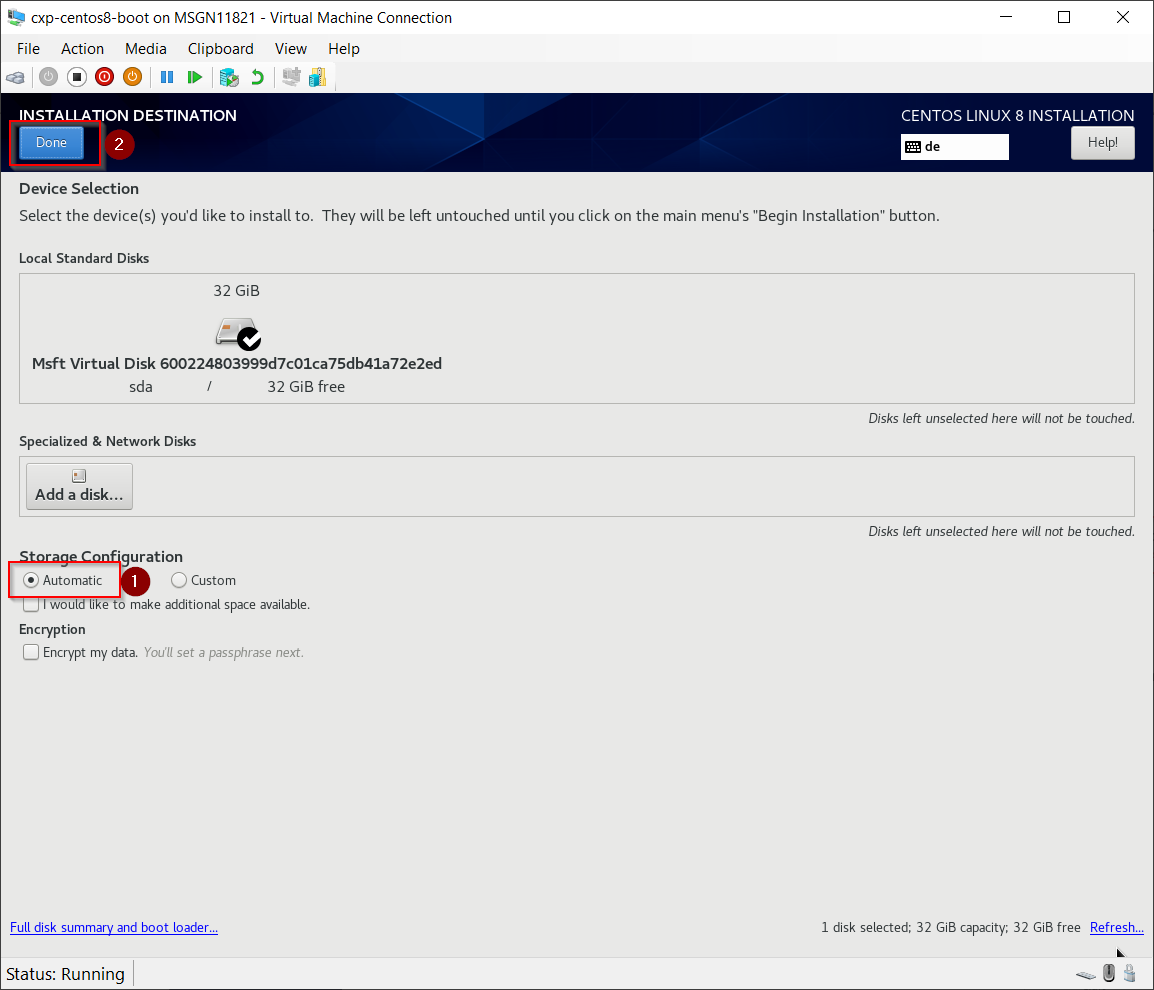 cxp-centos8-boot on MSGN11821 - Virtual Machine Connection
File Action Media Clipboard View Help
INSTALLATION DESTINATION
CENTOS LINUX 8 INSTALLATION
Done
2
de
Help!
Device Selection
Select the device(s) you'd like to install to. They will be left untouched until you click on the main menu's "Begin Installation" button.
Local Standard Disks
32 GiB
Msft Virtual Disk 600224803999d7c01ca75db41a72e2ed
sda / 32 GiB free
Disks left unselected here will not be touched.
Specialized & Network Disks
Add a disk...
Disks left unselected here will not be touched.
Storage Configuration
Automatic 1 Custom
I would like to make additional space available.
Encryption
Encrypt my data. You'll set a passphrase next.
Full disk summary and boot loader...
1 disk selected; 32 GiB capacity; 32 GiB free Refresh...
Status: Running